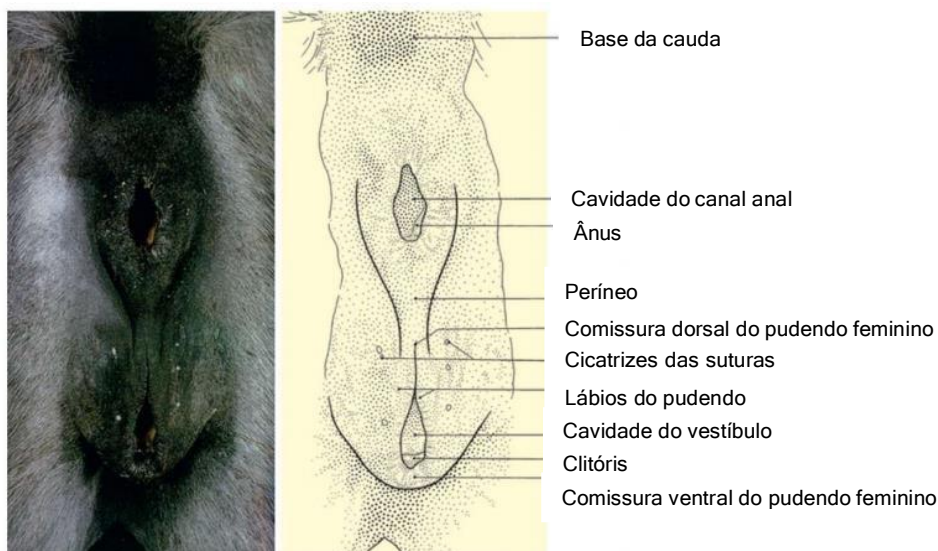 Base da cauda
Cavidade do canal anal
Ânus
Períneo
Comissura dorsal do pudendo feminino
Cicatrizes das suturas
Lábios do pudendo
Cavidade do vestíbulo
Clitóris
Comissura ventral do pudendo feminino